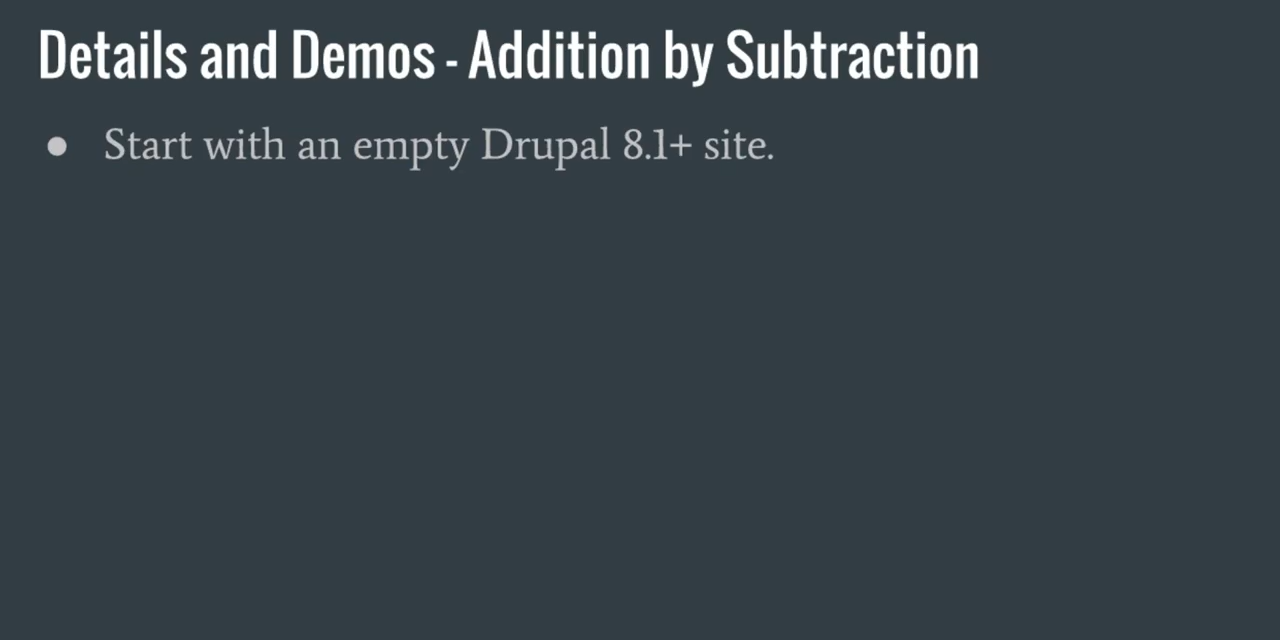 Details and Demos - Addition by Subtraction
● Start with an empty Drupal 8.1+ site.